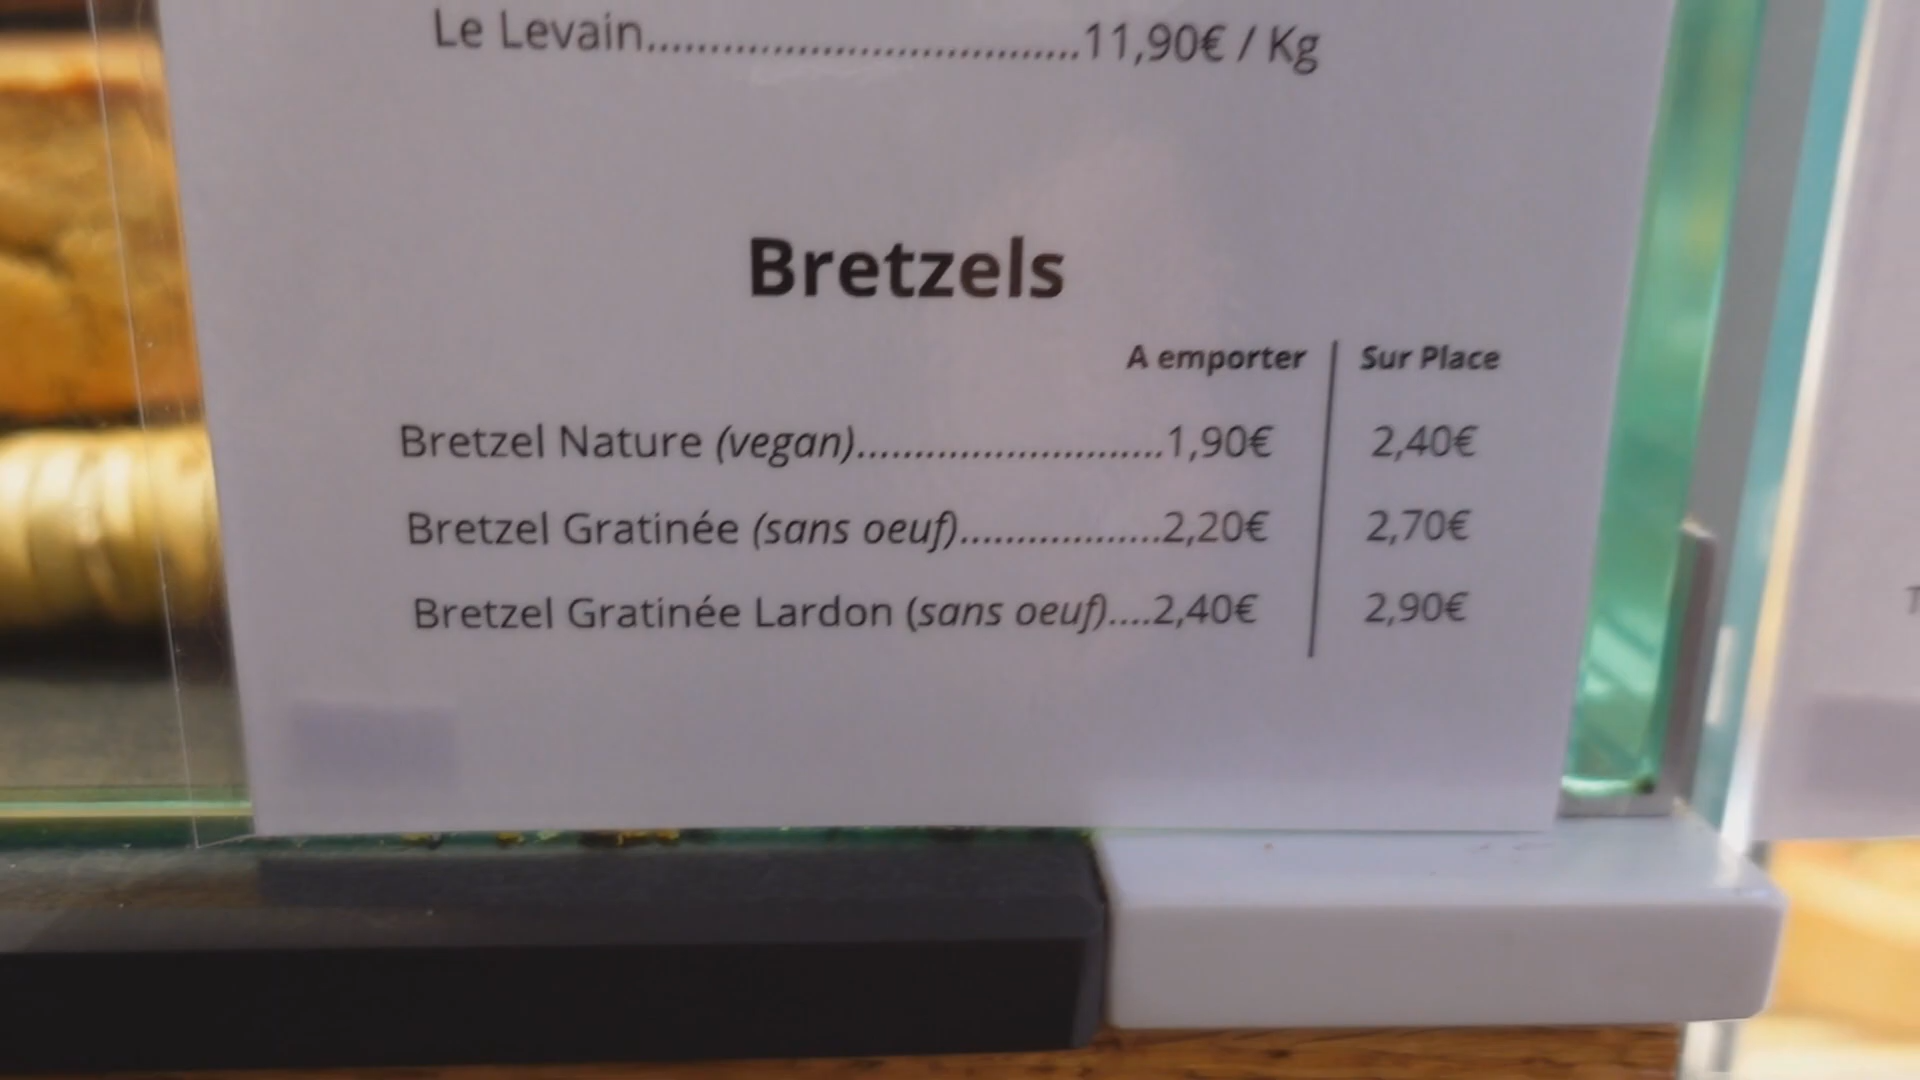 Le Levain....................................11,90€ / Kg
Bretzels
A emporter Sur Place
Bretzel Nature (vegan)...........................1,90€ 2,40€
Bretzel Gratinée (sans oeuf)..................2,20€ 2,70€
Bretzel Gratinée Lardon (sans oeuf)....2,40€ 2,90€